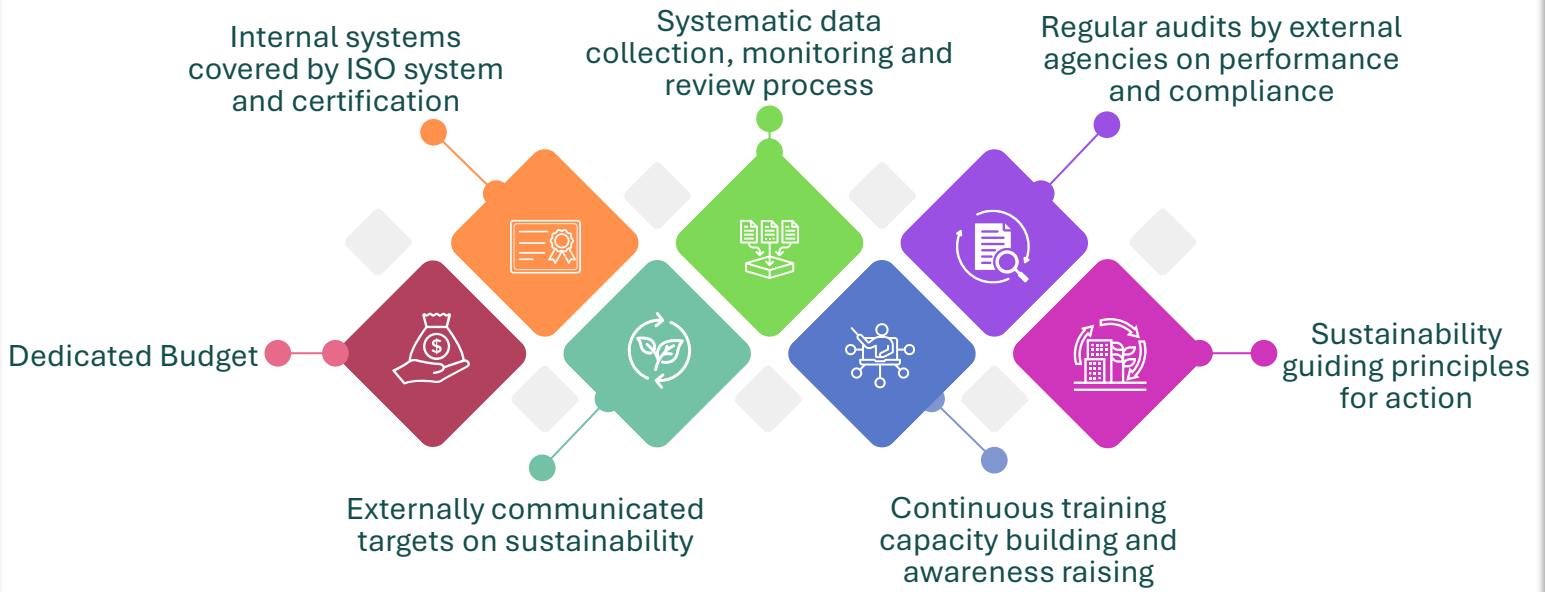 Internal systems
covered by ISO system
and certification
Systematic data
collection, monitoring and
review process
Regular audits by external
agencies on performance
and compliance
Dedicated Budget
$
Sustainability
guiding principles
for action
Externally communicated
targets on sustainability
Continuous training
capacity building and
awareness raising